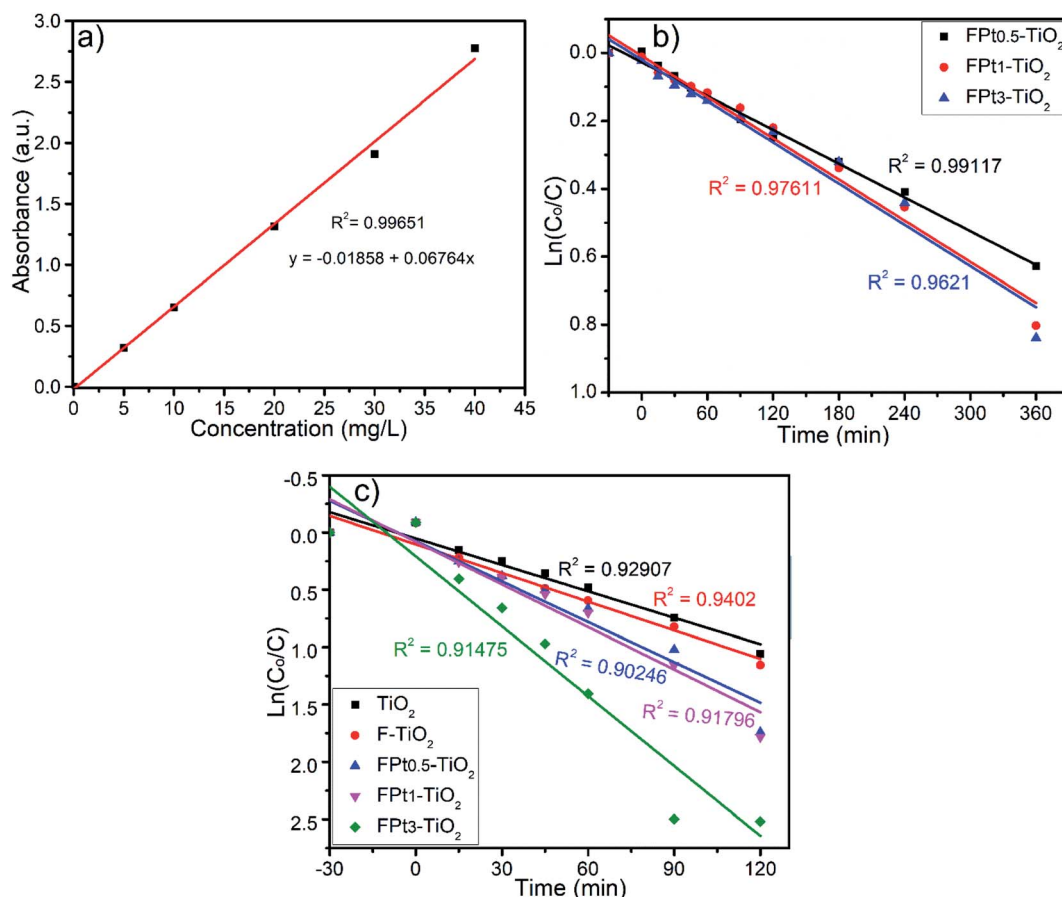 a)
3.0
2.5
2.0
1.5
1.0
0.5
0.0
Absorbance (a.u.)
R² = 0.99651
y = -0.01858 + 0.06764x
0 5 10 15 20 25 30 35 40 45
Concentration (mg/L)
b)
FPt0.5-TiO₂
FPt1-TiO₂
FPt3-TiO₂
0.0
0.2
0.4
0.6
0.8
1.0
Ln(C₀/C)
R² = 0.99117
R² = 0.97611
R² = 0.9621
0 60 120 180 240 300 360
Time (min)
c)
-0.5
0.0
0.5
1.0
1.5
2.0
2.5
Ln(C₀/C)
R² = 0.92907
R² = 0.9402
R² = 0.91475
R² = 0.90246
R² = 0.91796
TiO₂
F-TiO₂
FPt0.5-TiO₂
FPt1-TiO₂
FPt3-TiO₂
-30 0 30 60 90 120
Time (min)